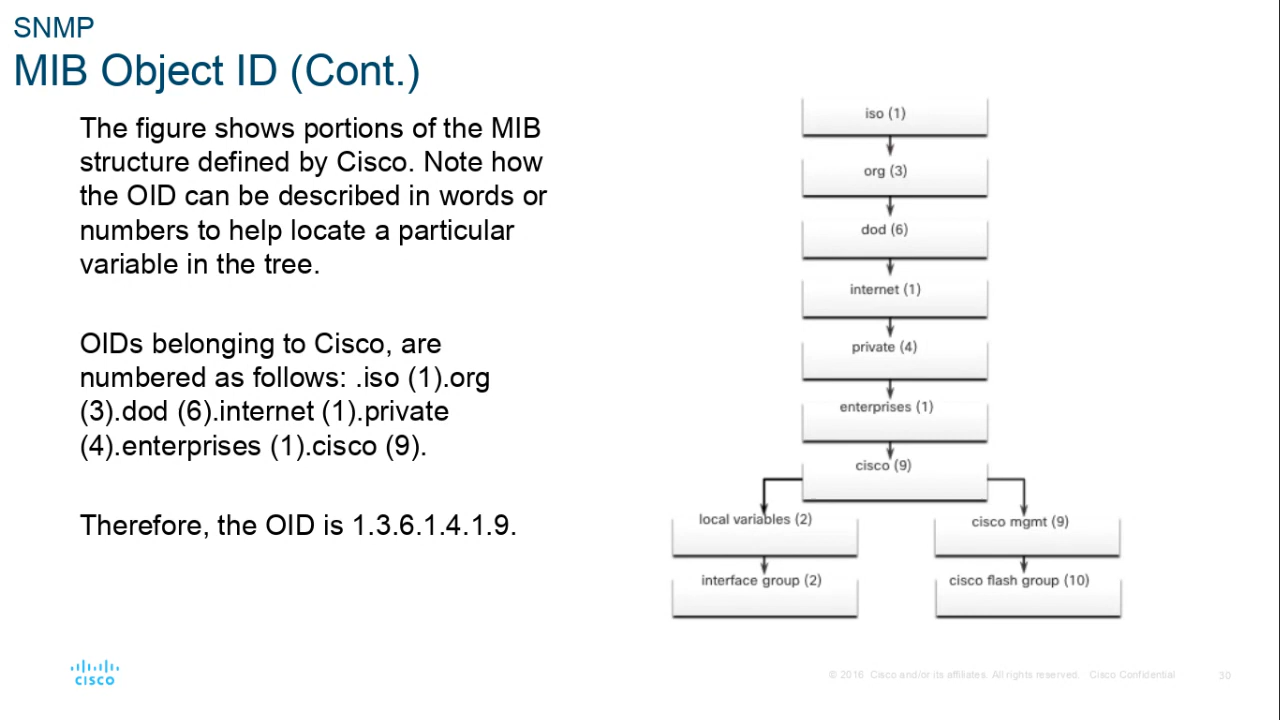 SNMP
MIB Object ID (Cont.)
The figure shows portions of the MIB
structure defined by Cisco. Note how
the OID can be described in words or
numbers to help locate a particular
variable in the tree.
OIDs belonging to Cisco, are
numbered as follows: .iso (1).org
(3).dod (6).internet (1).private
(4).enterprises (1).cisco (9).
Therefore, the OID is 1.3.6.1.4.1.9.
iso (1)
org (3)
dod (6)
internet (1)
private (4)
enterprises (1)
cisco (9)
local variables (2)
cisco mgmt (9)
interface group (2)
cisco flash group (10)
CISCO
© 2016 Cisco and/or its affiliates. All rights reserved. Cisco Confidential
30